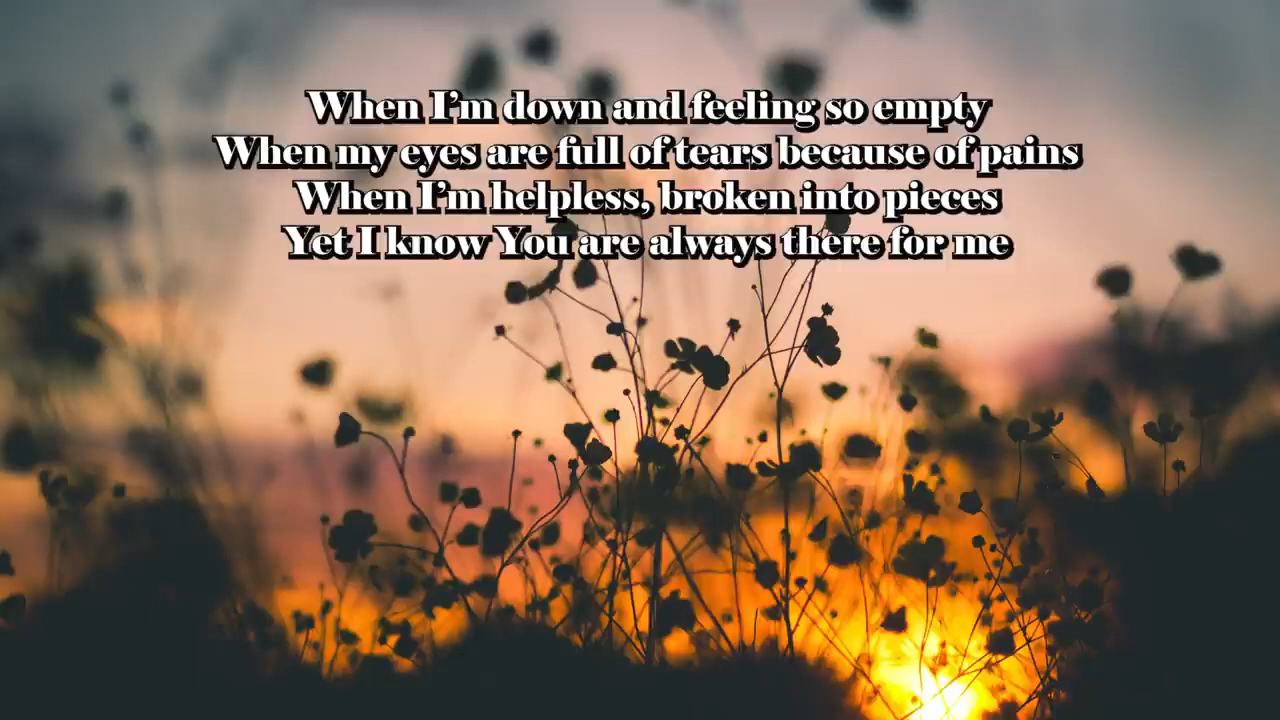 When I'm down and feeling so empty
When my eyes are full of tears because of pains
When I'm helpless, broken into pieces
Yet I know You are always there for me